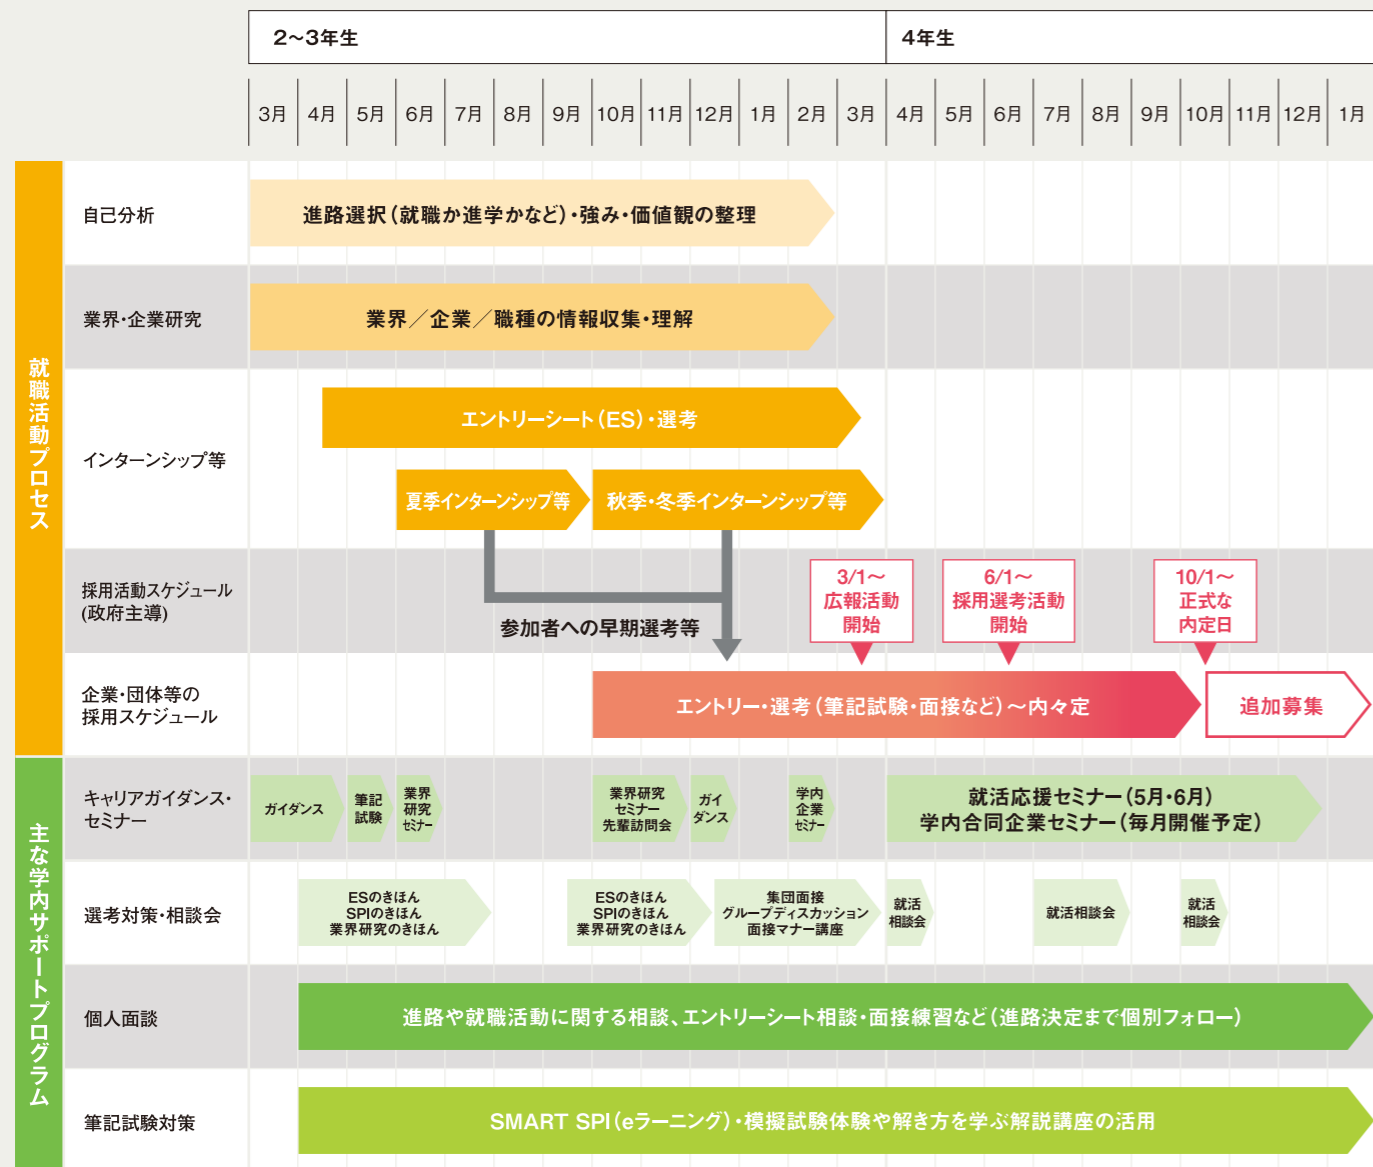 2〜3年生
4年生
3月 4月 5月 6月 7月 8月 9月 10月 11月 12月 1月 2月 3月 4月 5月 6月 7月 8月 9月 10月 11月 12月 1月
就職活動プロセス
自己分析
進路選択（就職か進学かなど）・強み・価値観の整理
業界・企業研究
業界／企業／職種の情報収集・理解
インターンシップ等
エントリーシート（ES）・選考
夏季インターンシップ等
秋季・冬季インターンシップ等
採用活動スケジュール
(政府主導)
参加者への早期選考等
3/1〜
広報活動
開始
6/1〜
採用選考活動
開始
10/1〜
正式な
内定日
企業・団体等の
採用スケジュール
エントリー・選考（筆記試験・面接など）〜内々定
追加募集
主な学内サポートプログラム
キャリアガイダンス・
セミナー
ガイダンス
筆記
試験
業界
研究
セミナー
業界研究
セミナー
先輩訪問会
ガイ
ダンス
学内
企業
セミナー
就活応援セミナー（5月・6月）
学内合同企業セミナー（毎月開催予定）
選考対策・相談会
ESのきほん
SPIのきほん
業界研究のきほん
ESのきほん
SPIのきほん
業界研究のきほん
集団面接
グループディスカッション
面接マナー講座
就活
相談会
就活相談会
就活
相談会
個人面談
進路や就職活動に関する相談、エントリーシート相談・面接練習など（進路決定まで個別フォロー）
筆記試験対策
SMART SPI（eラーニング）・模擬試験体験や解き方を学ぶ解説講座の活用